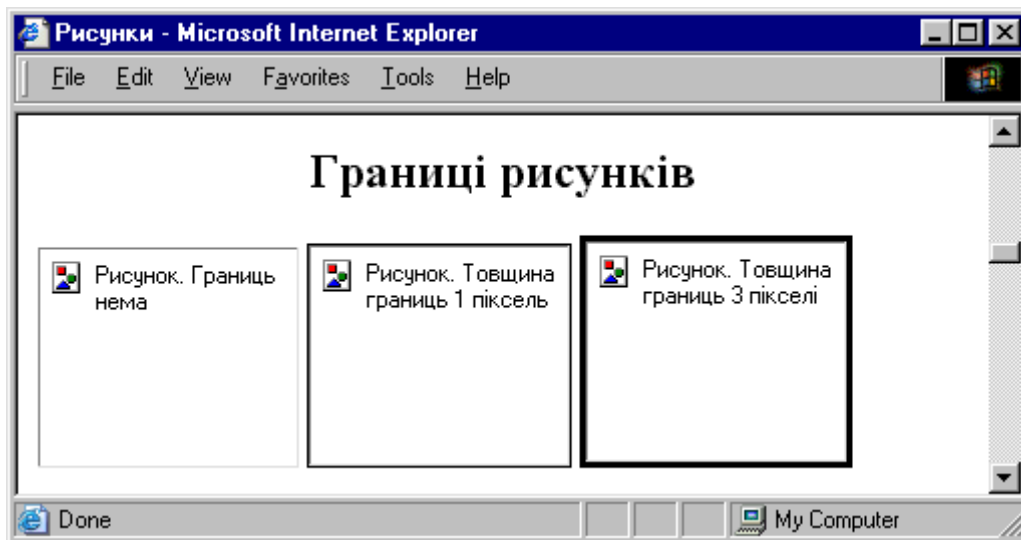 Рисунки - Microsoft Internet Explorer
File Edit View Favorites Tools Help
Границі рисунків
Рисунок. Границь
нема
Рисунок. Товщина
границь 1 піксель
Рисунок. Товщина
границь 3 пікселі
Done
My Computer